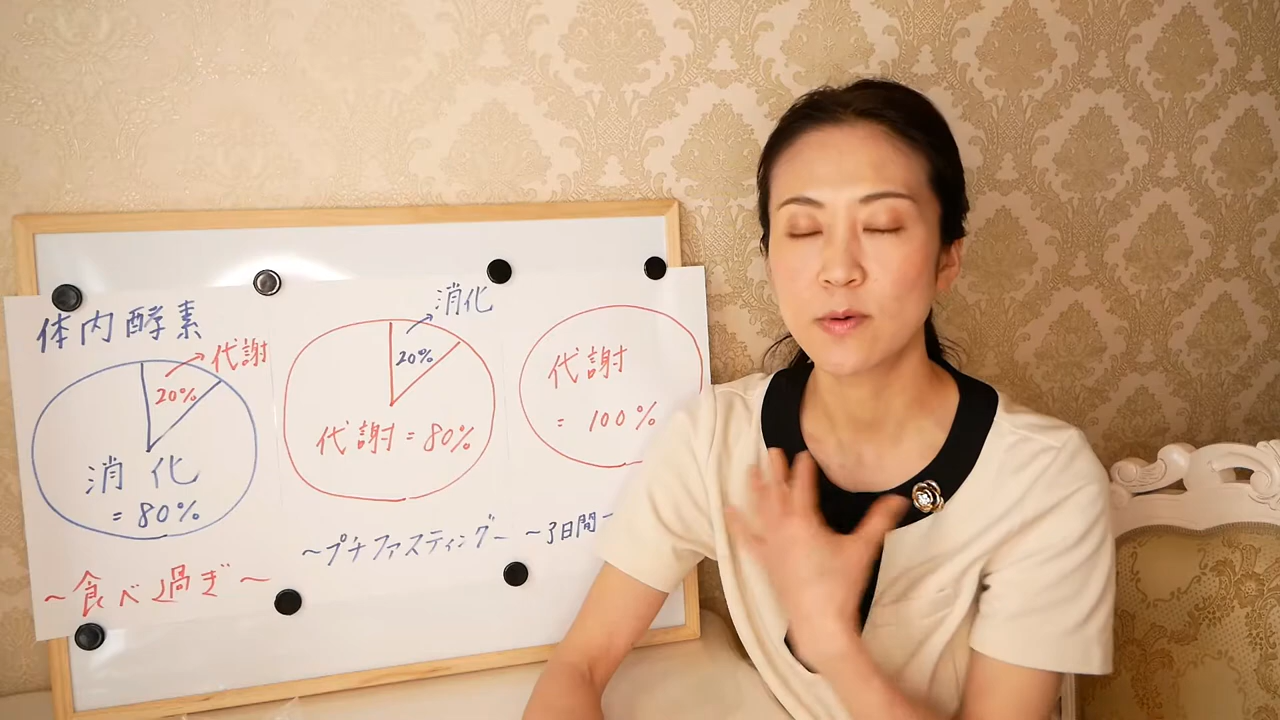 体内酵素
代謝
20%
消化
=80%
~食べ過ぎ~
消化
20%
代謝=80%
~プチファスティング~
代謝
= 100%
~3日間